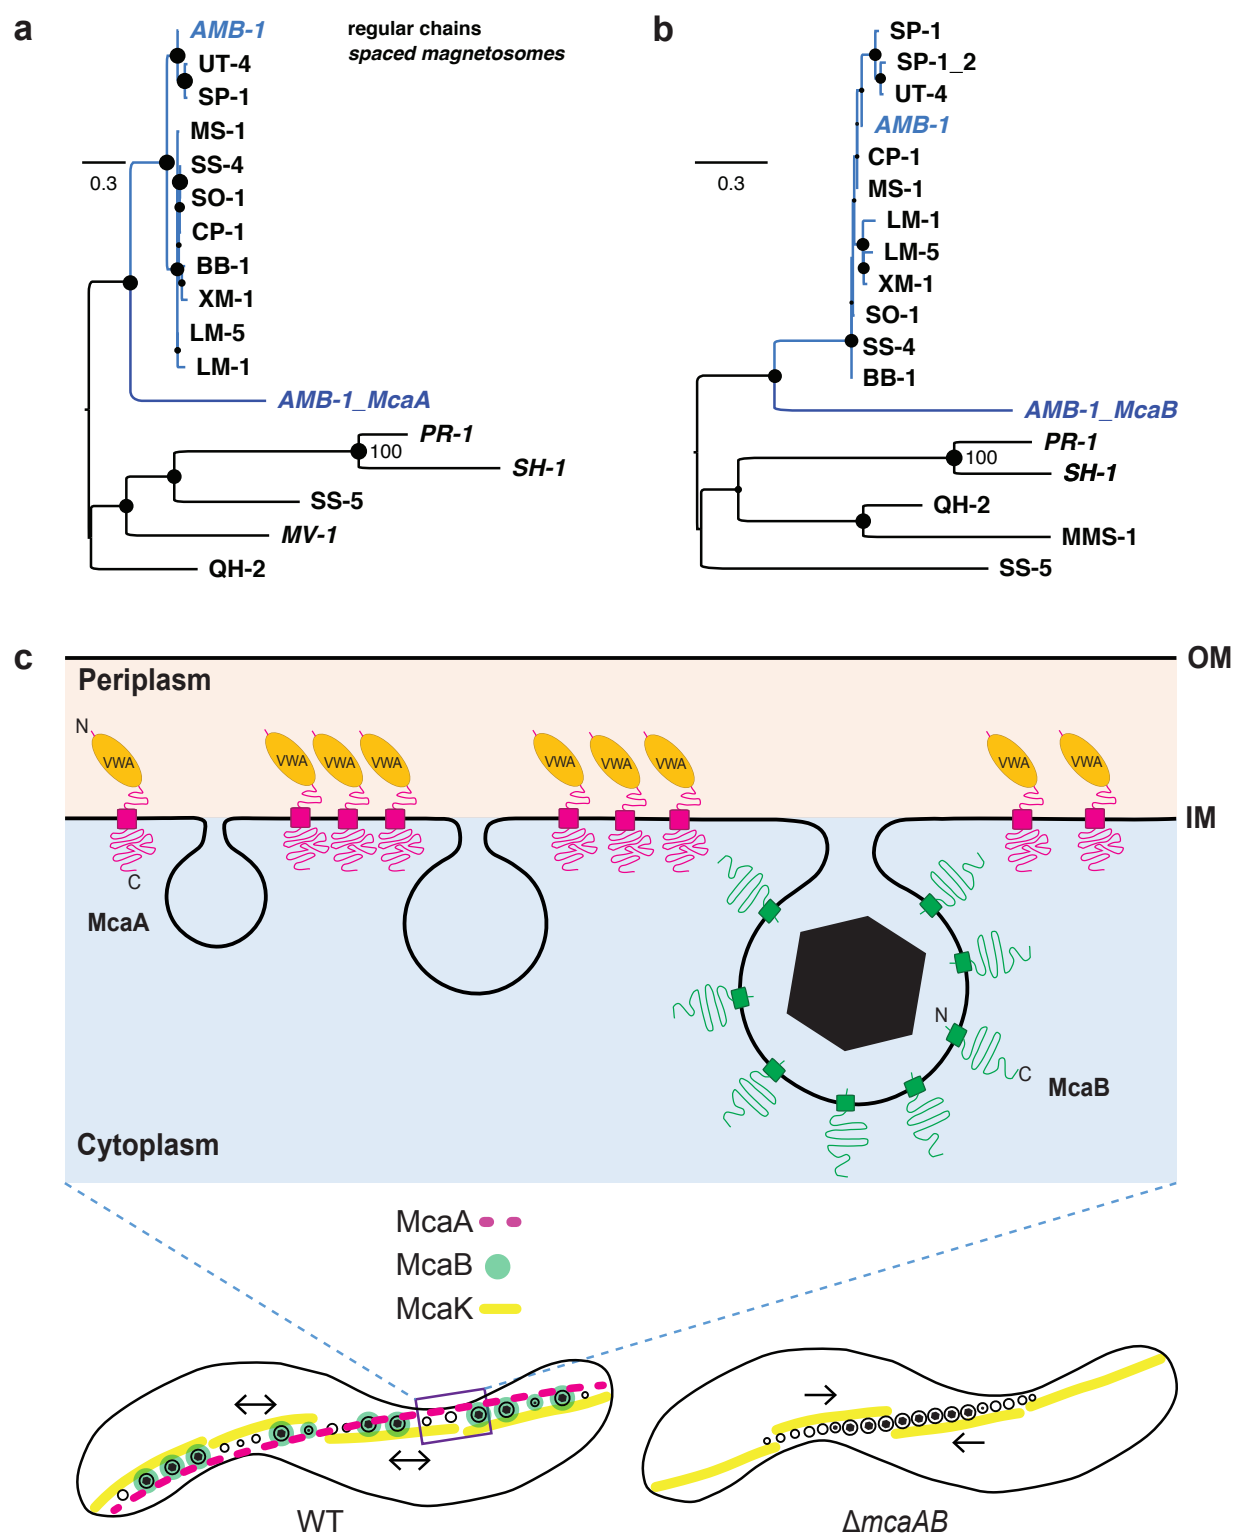 a
AMB-1
UT-4
SP-1
MS-1
SS-4
SO-1
CP-1
BB-1
XM-1
LM-5
LM-1
AMB-1_McaA
PR-1
100
SH-1
SS-5
MV-1
QH-2
0.3
regular chains
spaced magnetosomes
b
SP-1
SP-1_2
UT-4
AMB-1
CP-1
MS-1
LM-1
LM-5
XM-1
SO-1
SS-4
BB-1
AMB-1_McaB
PR-1
100
SH-1
QH-2
MMS-1
SS-5
0.3
c
OM
Periplasm
N
VWA
VWA
VWA
VWA
VWA
VWA
VWA
VWA
VWA
IM
C
McaA
N
C
McaB
Cytoplasm
McaA
McaB
McaK
WT
ΔmcaAB